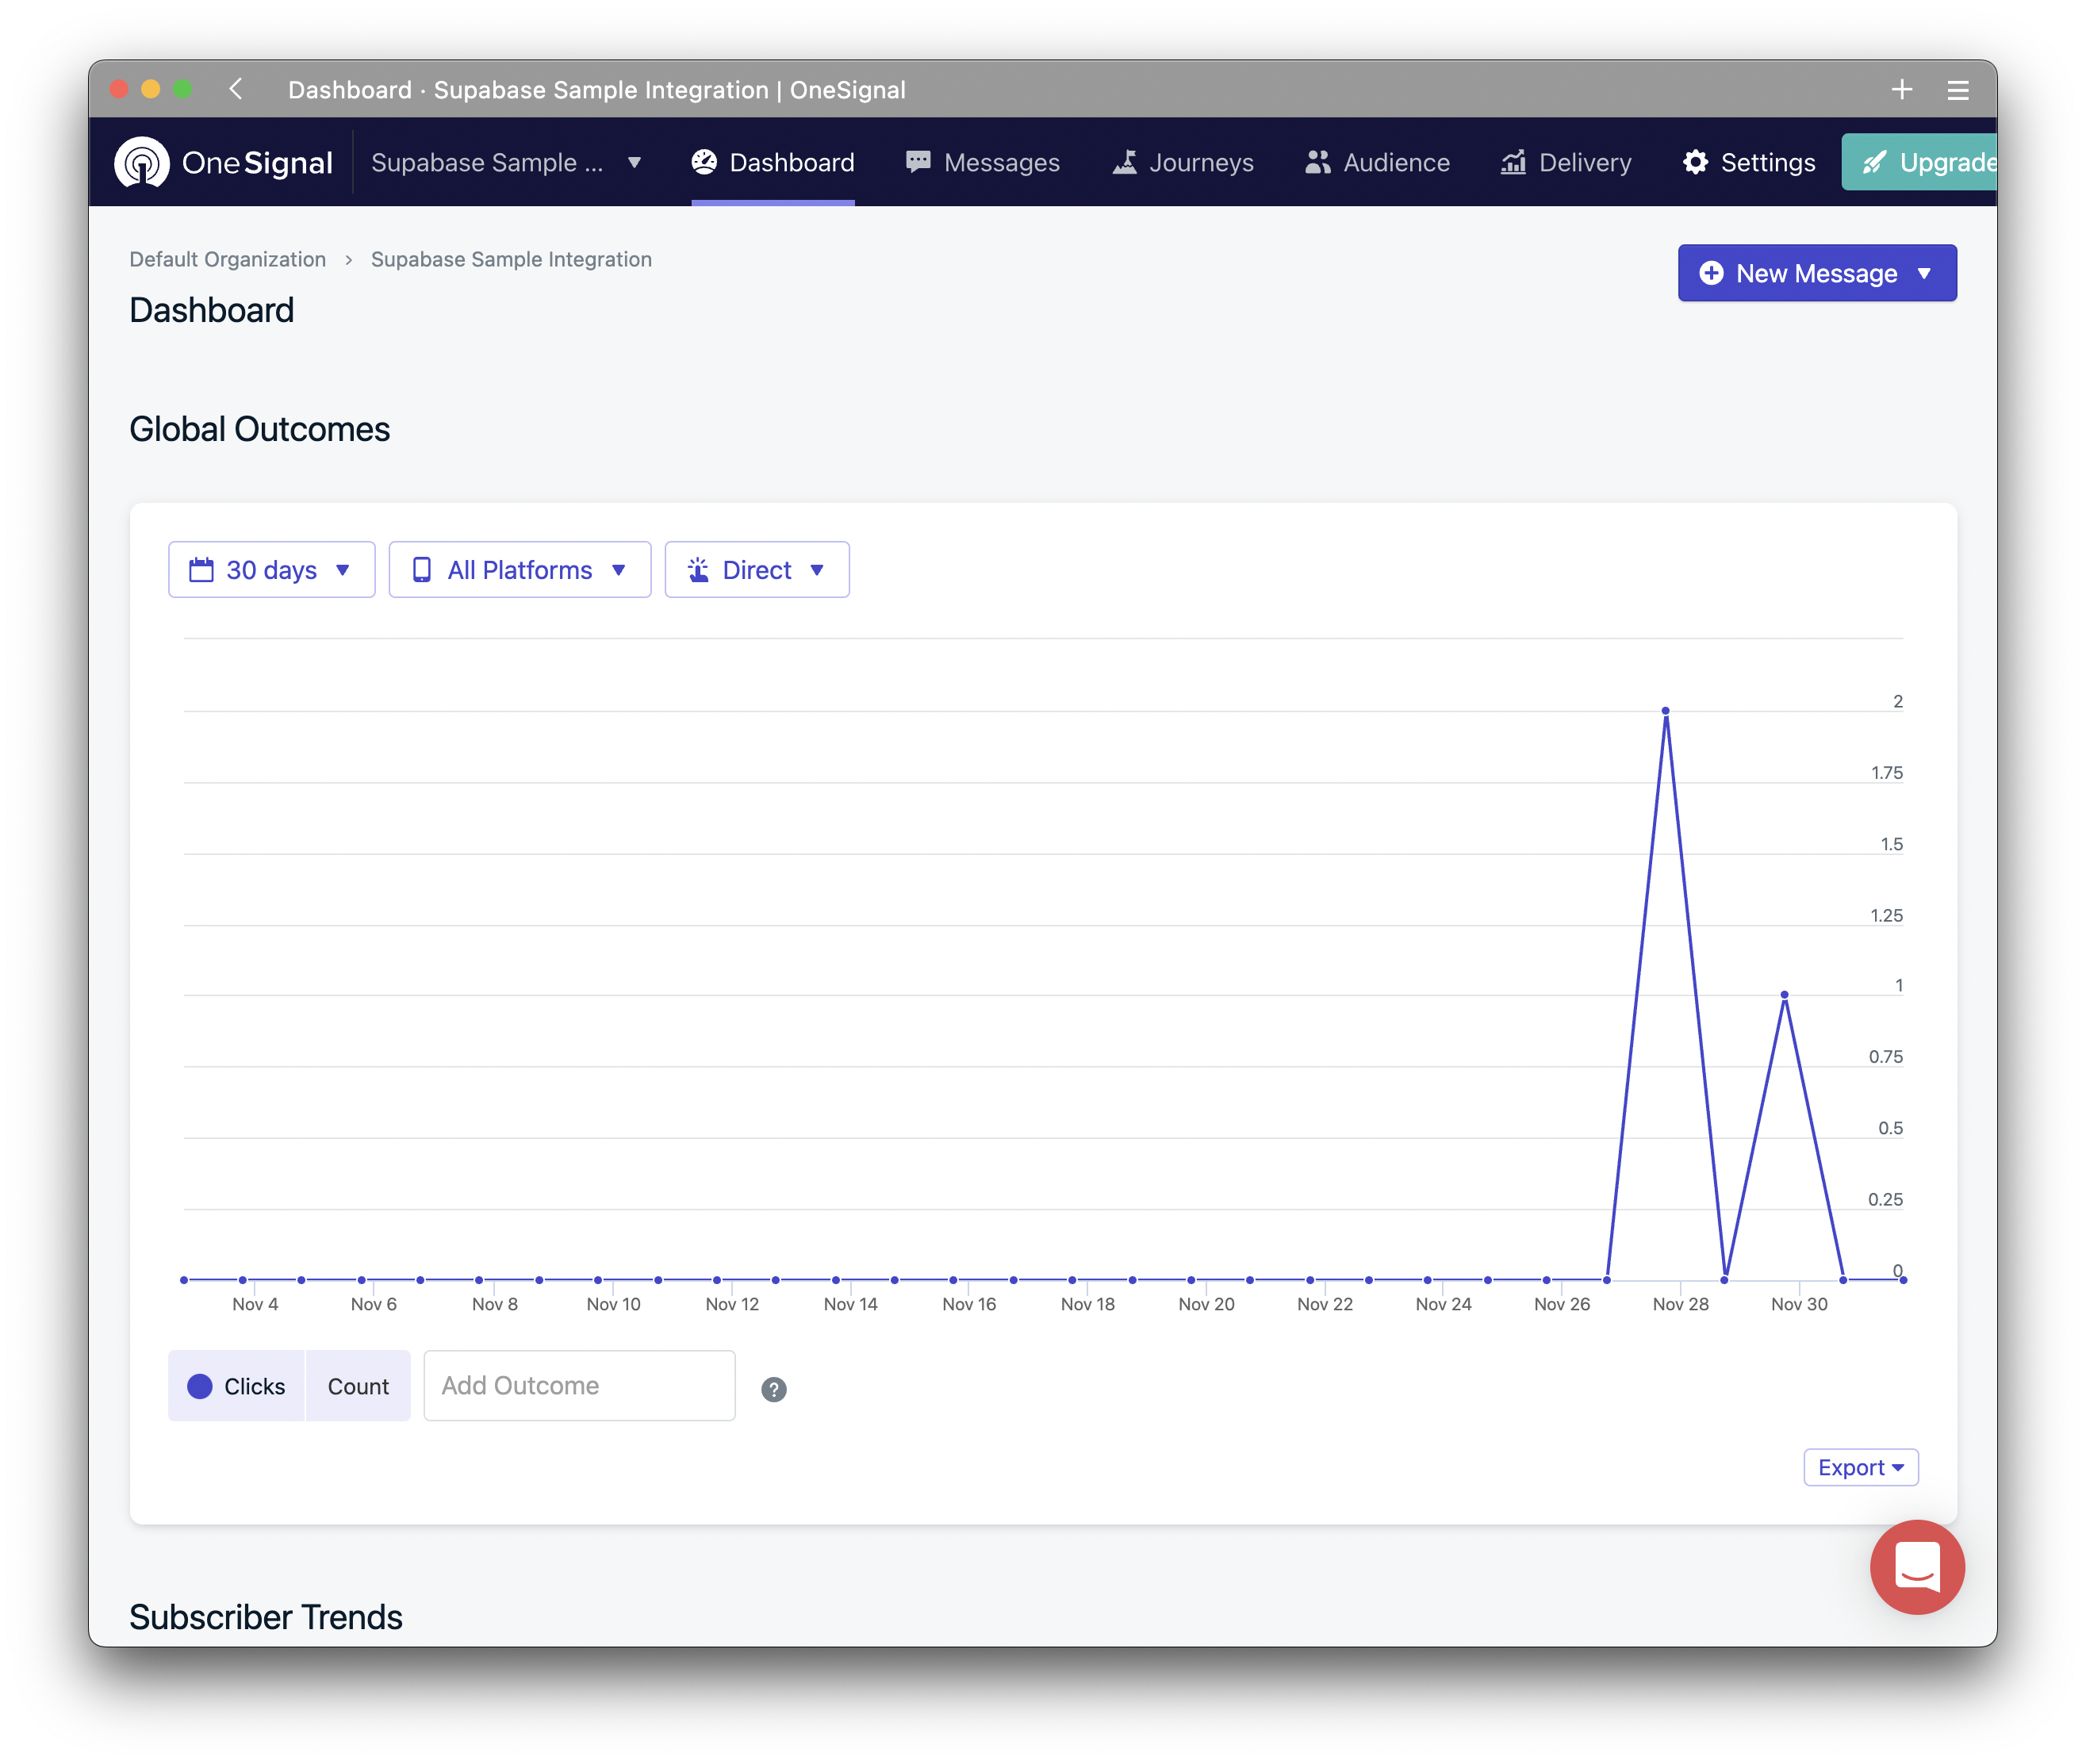 Dashboard · Supabase Sample Integration | OneSignal
OneSignal
Supabase Sample ...
Dashboard
Messages
Journeys
Audience
Delivery
Settings
Upgrade
Default Organization > Supabase Sample Integration
New Message
Dashboard
Global Outcomes
30 days
All Platforms
Direct
2
1.75
1.5
1.25
1
0.75
0.5
0.25
0
Nov 4 Nov 6 Nov 8 Nov 10 Nov 12 Nov 14 Nov 16 Nov 18 Nov 20 Nov 22 Nov 24 Nov 26 Nov 28 Nov 30
Clicks Count Add Outcome ?
Export
Subscriber Trends